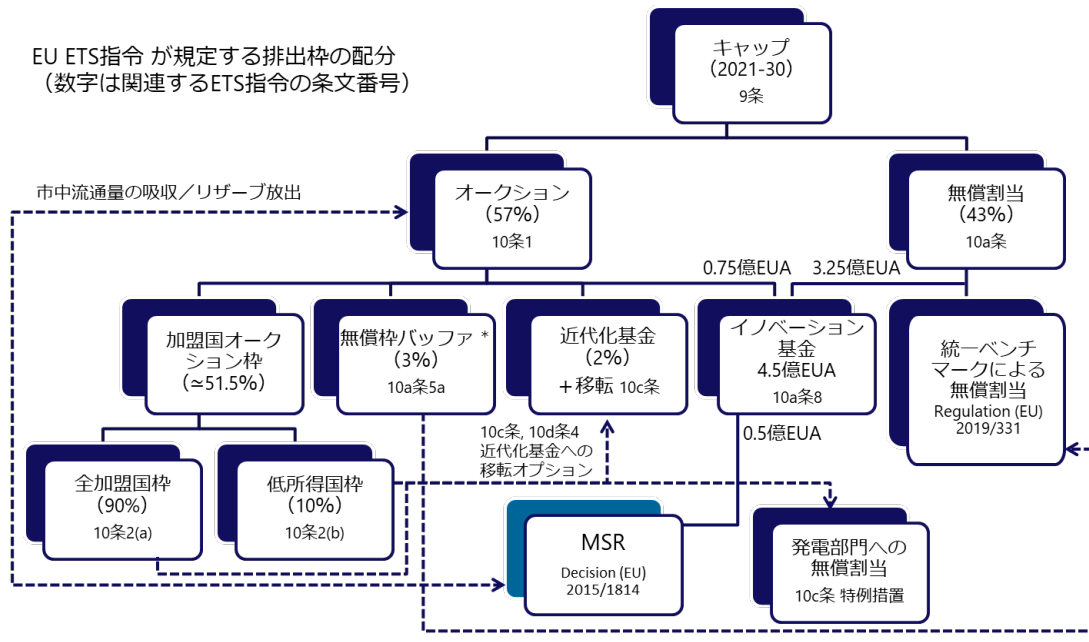 EU ETS指令 が規定する排出枠の配分
（数字は関連するETS指令の条文番号）
キャップ
（2021-30）
9条
市中流通量の吸収／リザーブ放出
オークション
（57%）
10条1
無償割当
（43%）
10a条
0.75億EUA
3.25億EUA
加盟国オー
クション枠
（≃51.5%）
無償枠バッファ *
（3%）
10a条5a
近代化基金
（2%）
＋移転 10c条
イノベーション
基金
4.5億EUA
10a条8
統一ベンチ
マークによる
無償割当
Regulation (EU)
2019/331
10c条, 10d条4
近代化基金への
移転オプション
0.5億EUA
全加盟国枠
（90%）
10条2(a)
低所得国枠
（10%）
10条2(b)
MSR
Decision (EU)
2015/1814
発電部門への
無償割当
10c条 特例措置